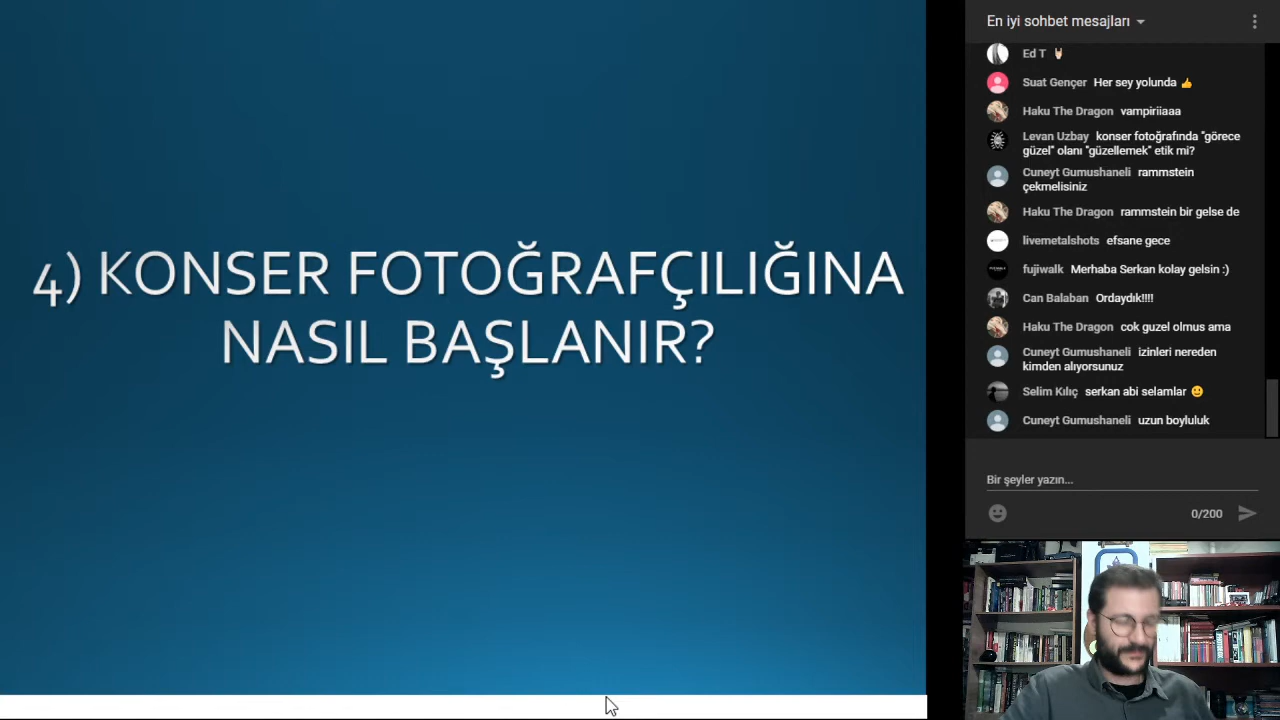 4) KONSER FOTOĞRAFÇILIĞINA
NASIL BAŞLANIR?
En iyi sohbet mesajları
Ed T 🤘🏻
Suat Gençer Her sey yolunda 👍
Haku The Dragon vampiriiaaa
Levan Uzbay konser fotoğrafında "görece
güzel" olanı "güzellemek" etik mi?
Cuneyt Gumushaneli rammstein
çekmelisiniz
Haku The Dragon rammstein bir gelse de
livemetalshots efsane gece
fujiwalk Merhaba Serkan kolay gelsin :)
Can Balaban Ordaydık!!!!
Haku The Dragon cok guzel olmus ama
Cuneyt Gumushaneli izinleri nereden
kimden alıyorsunuz
Selim Kılıç serkan abi selamlar 🙂
Cuneyt Gumushaneli uzun boyluluk
Bir şeyler yazın...
0/200